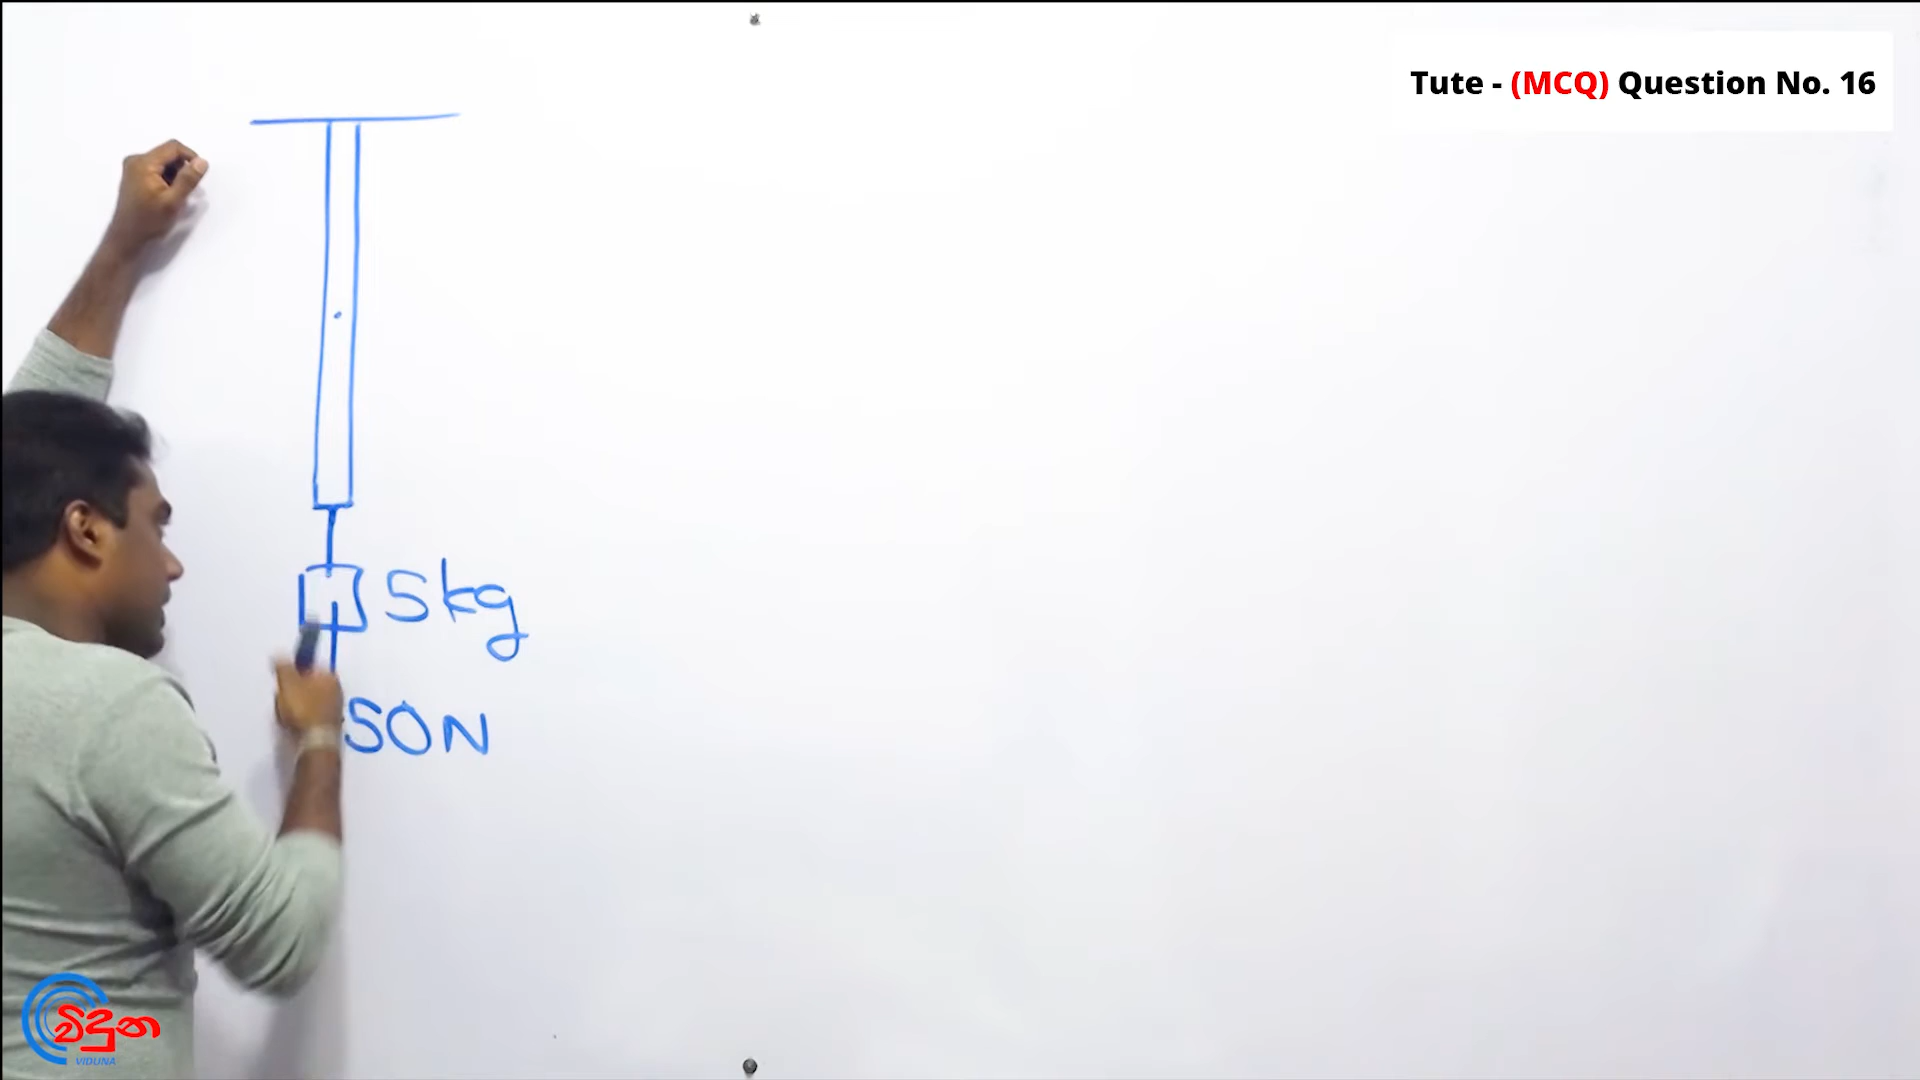 Tute - (MCQ) Question No. 16
5kg
50N
විදුන
VIDUNA